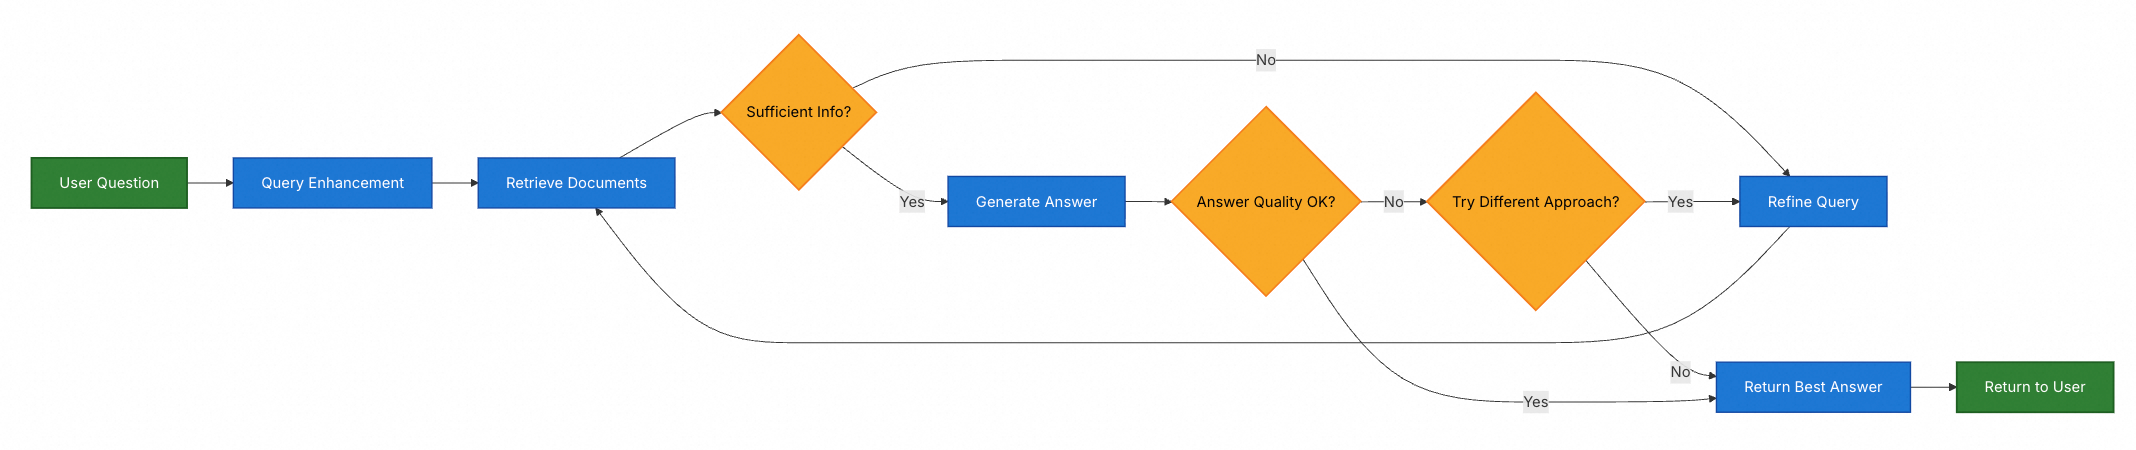 User Question
Query Enhancement
Retrieve Documents
Sufficient Info?
No
Yes
Generate Answer
Answer Quality OK?
No
Try Different Approach?
Yes
Refine Query
No
Yes
Return Best Answer
Return to User